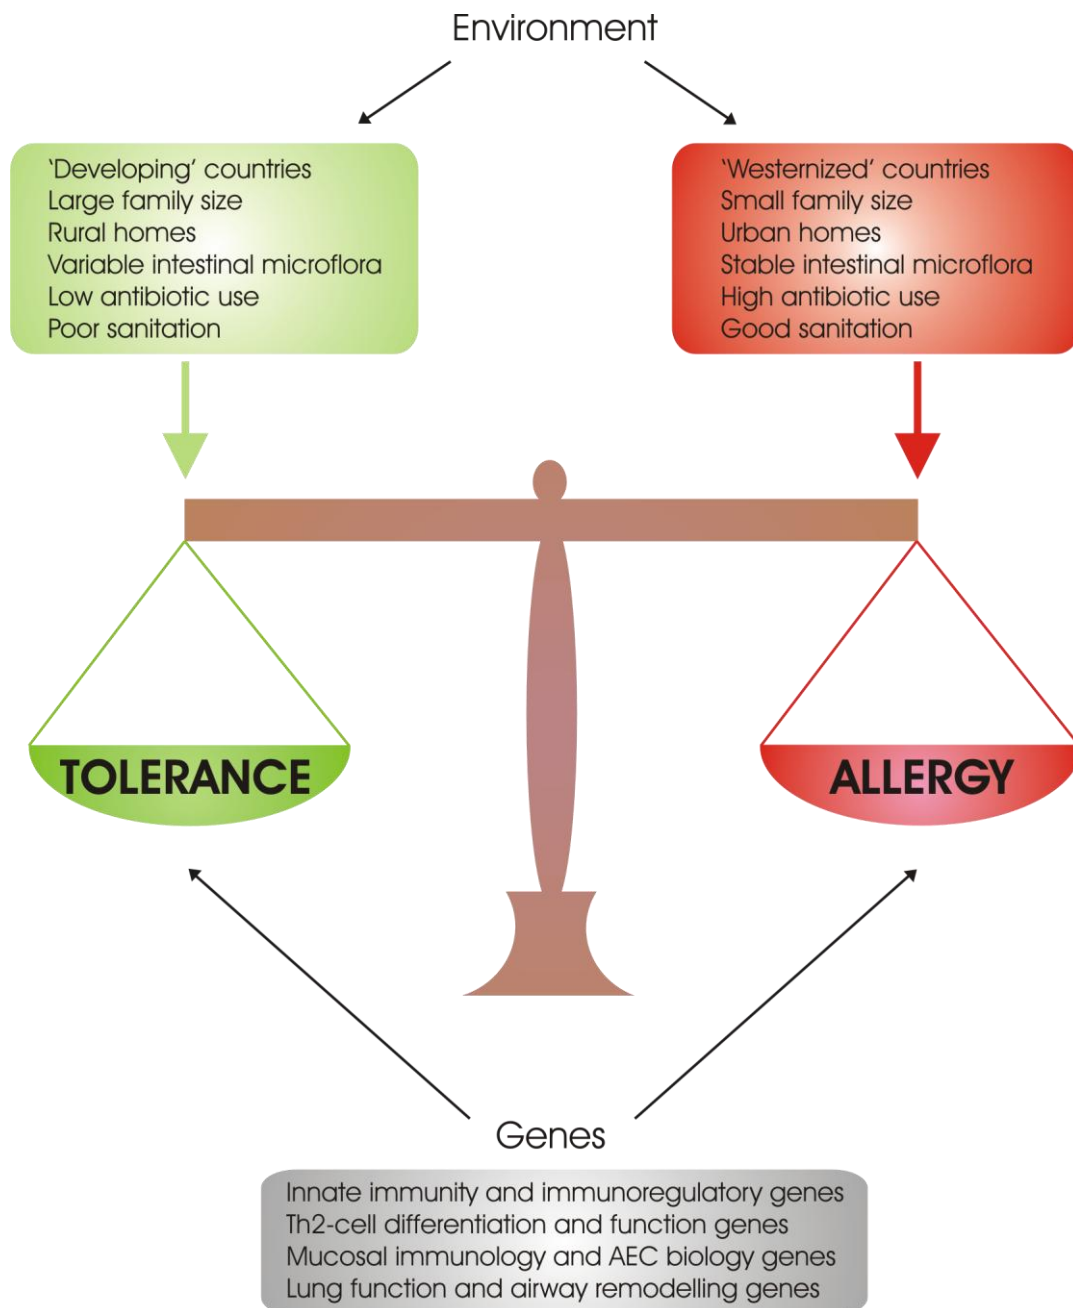 Environment
‘Developing’ countries
Large family size
Rural homes
Variable intestinal microflora
Low antibiotic use
Poor sanitation
‘Westernized’ countries
Small family size
Urban homes
Stable intestinal microflora
High antibiotic use
Good sanitation
TOLERANCE
ALLERGY
Genes
Innate immunity and immunoregulatory genes
Th2-cell differentiation and function genes
Mucosal immunology and AEC biology genes
Lung function and airway remodelling genes